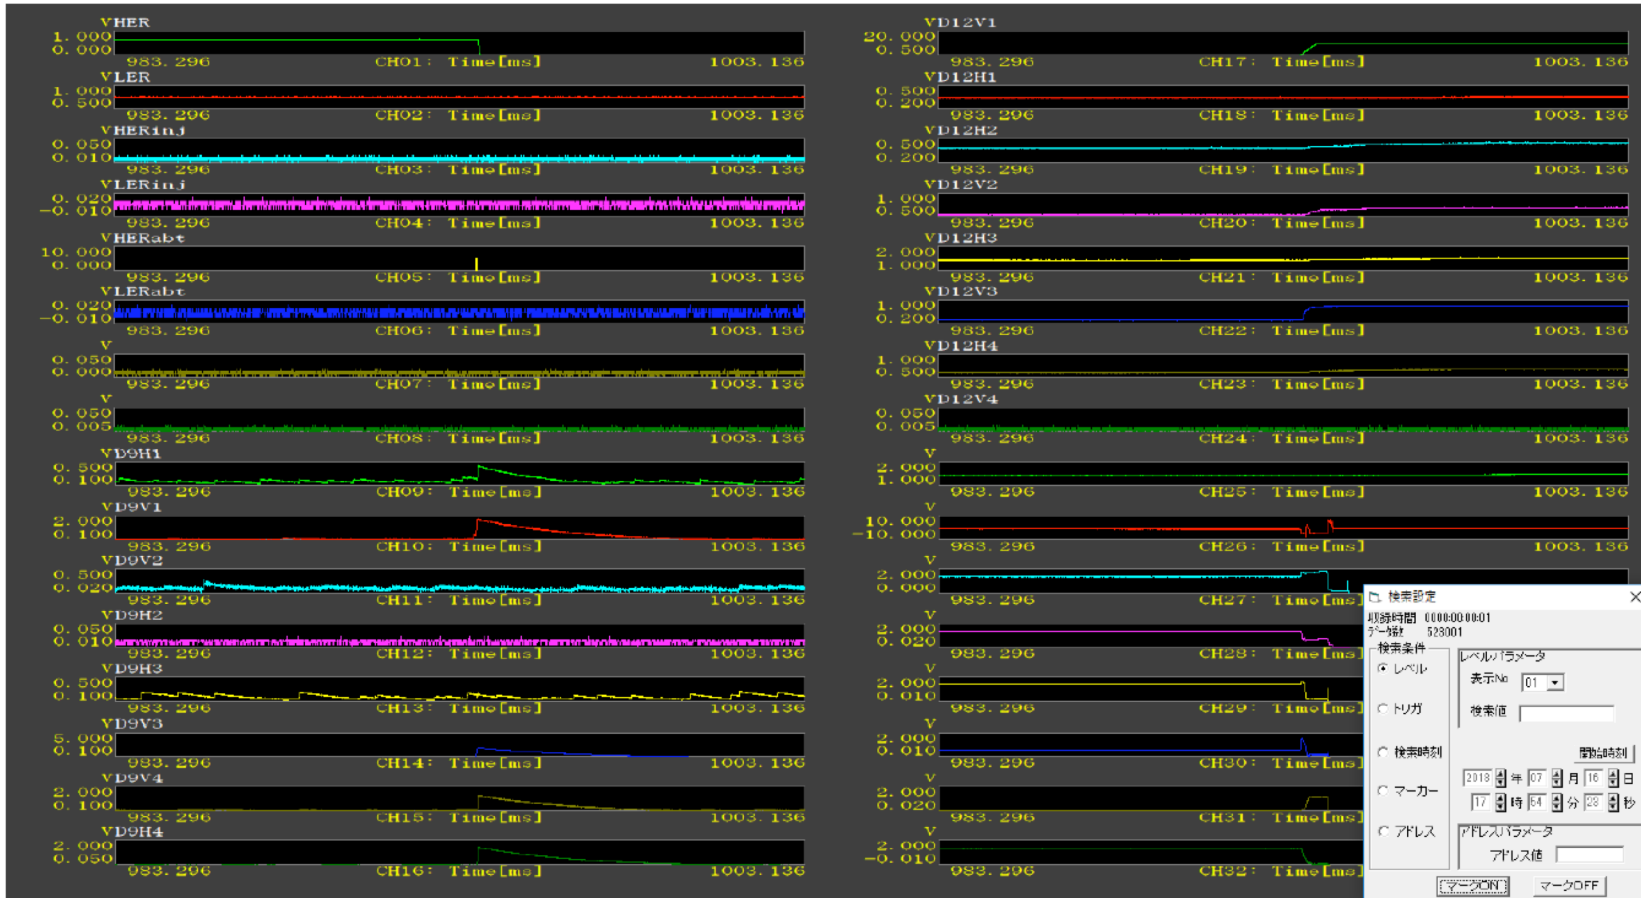 VHER
1.000
0.000
983.296 CH01: Time[ms] 1003.136
VLER
1.000
0.500
983.296 CH02: Time[ms] 1003.136
VHERinj
0.050
0.010
983.296 CH03: Time[ms] 1003.136
VLERinj
0.020
-0.010
983.296 CH04: Time[ms] 1003.136
VHERabt
10.000
0.000
983.296 CH05: Time[ms] 1003.136
VLERabt
0.020
-0.010
983.296 CH06: Time[ms] 1003.136
V
0.050
0.000
983.296 CH07: Time[ms] 1003.136
V
0.050
0.005
983.296 CH08: Time[ms] 1003.136
VD9H1
0.500
0.100
983.296 CH09: Time[ms] 1003.136
VD9V1
2.000
0.100
983.296 CH10: Time[ms] 1003.136
VD9V2
0.500
0.020
983.296 CH11: Time[ms] 1003.136
VD9H2
0.050
0.010
983.296 CH12: Time[ms] 1003.136
VD9H3
0.500
0.100
983.296 CH13: Time[ms] 1003.136
VD9V3
5.000
0.100
983.296 CH14: Time[ms] 1003.136
VD9V4
2.000
0.100
983.296 CH15: Time[ms] 1003.136
VD9H4
2.000
0.050
983.296 CH16: Time[ms] 1003.136
VD12V1
20.000
0.500
983.296 CH17: Time[ms] 1003.136
VD12H1
0.500
0.200
983.296 CH18: Time[ms] 1003.136
VD12H2
0.500
0.200
983.296 CH19: Time[ms] 1003.136
VD12V2
1.000
0.500
983.296 CH20: Time[ms] 1003.136
VD12H3
2.000
1.000
983.296 CH21: Time[ms] 1003.136
VD12V3
1.000
0.200
983.296 CH22: Time[ms] 1003.136
VD12H4
1.000
0.500
983.296 CH23: Time[ms] 1003.136
VD12V4
0.050
0.005
983.296 CH24: Time[ms] 1003.136
V
2.000
1.000
983.296 CH25: Time[ms] 1003.136
V
10.000
-10.000
983.296 CH26: Time[ms] 1003.136
V
2.000
0.000
983.296 CH27: Time[ms]
V
2.000
0.020
983.296 CH28: Time[ms]
V
2.000
0.010
983.296 CH29: Time[ms]
V
2.000
0.010
983.296 CH30: Time[ms]
V
2.000
0.020
983.296 CH31: Time[ms]
V
2.000
-0.010
983.296 CH32: Time[ms]
検索設定
収録時間 0000:00:00:01
データ総数 523001
検索条件
レベル
トリガ
検索時刻
マーカー
アドレス
レベルパラメータ
表示No 01
検索値
開始時刻
2018 年 07 月 16 日
17 時 54 分 23 秒
アドレスパラメータ
アドレス値
マークON マークOFF